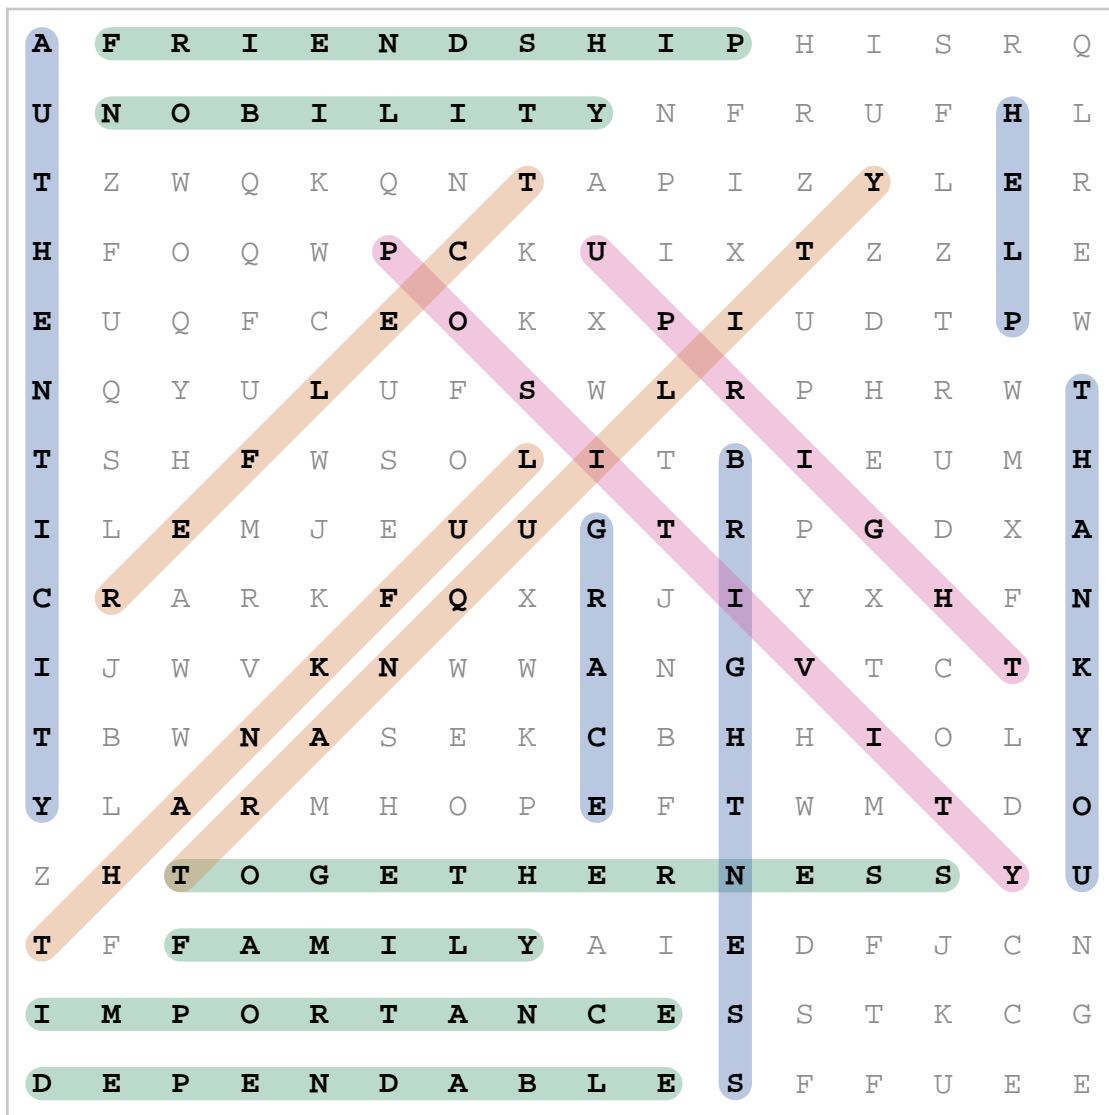 A F R I E N D S H I P H I S R Q
U N O B I L I T Y N F R U F H L
T Z W Q K Q N T A P I Z Y L E R
H F O Q W P C K U I X T Z Z L E
E U Q F C E O K X P I U D T P W
N Q Y U L U F S W L R P H R W T
T S H F W S O L I T B I E U M H
I L E M J E U U G T R P G D X A
C R A R K F Q X R J I Y X H F N
I J W V K N W W A N G V T C T K
T B W N A S E K C B H H I O L Y
Y L A R M H O P E F T W M T D O
Z H T O G E T H E R N E S S Y U
T F F A M I L Y A I E D F J C N
I M P O R T A N C E S S T K C G
D E P E N D A B L E S F F U E E